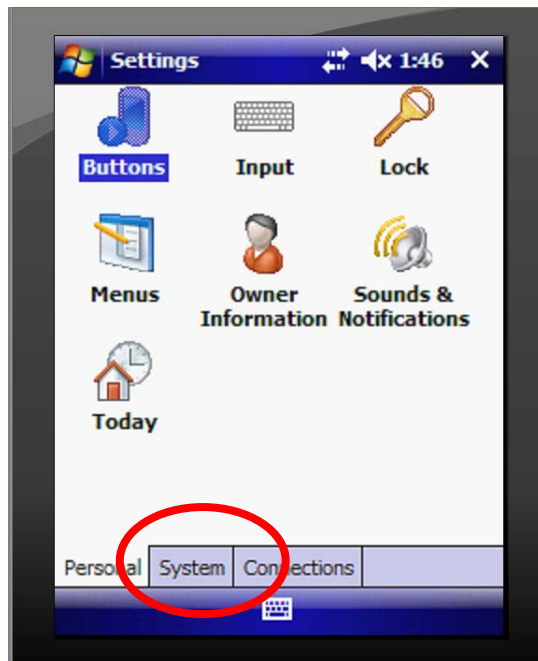 Settings 1:46
Buttons Input Lock
Menus Owner Sounds &
Information Notifications
Today
Personal System Connections